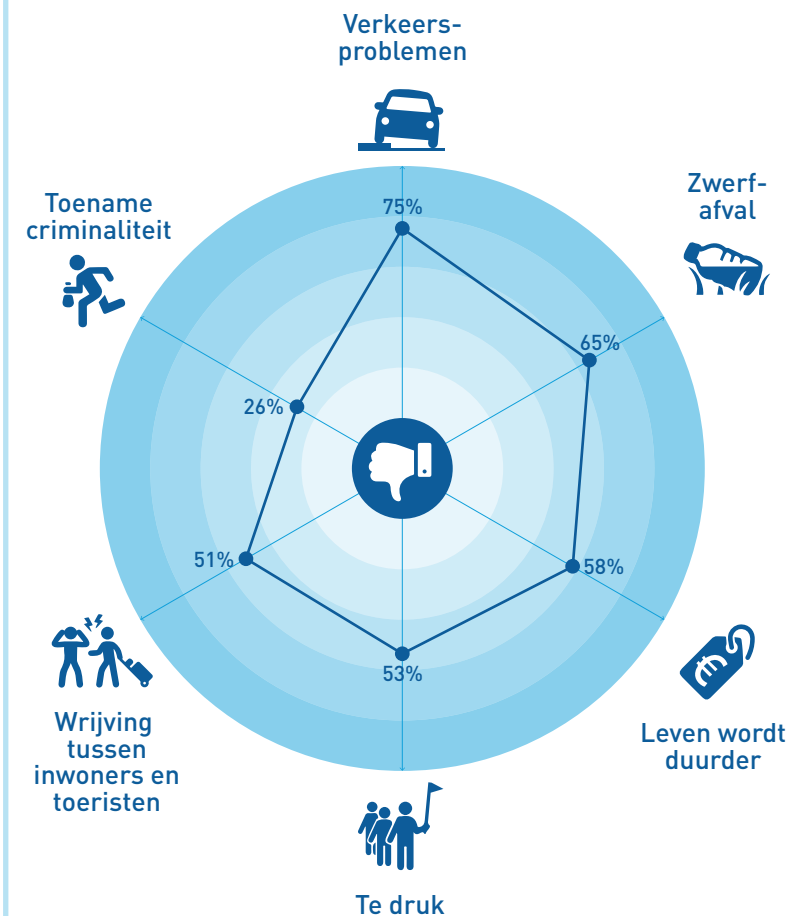 Verkeers-
problemen
75%
Zwerf-
afval
65%
Leven wordt
duurder
58%
Te druk
53%
Wrijving
tussen
inwoners en
toeristen
51%
Toename
criminaliteit
26%